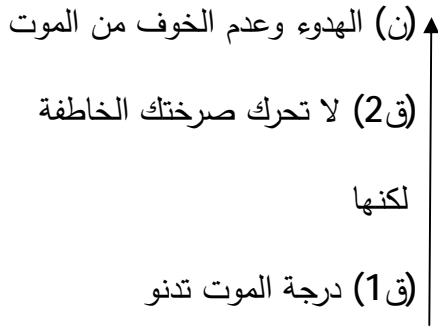 (ن) الهدوء وعدم الخوف من الموت
(ق2) لا تحرك صرختك الخاطفة
لكنها
(ق1) درجة الموت تدنو